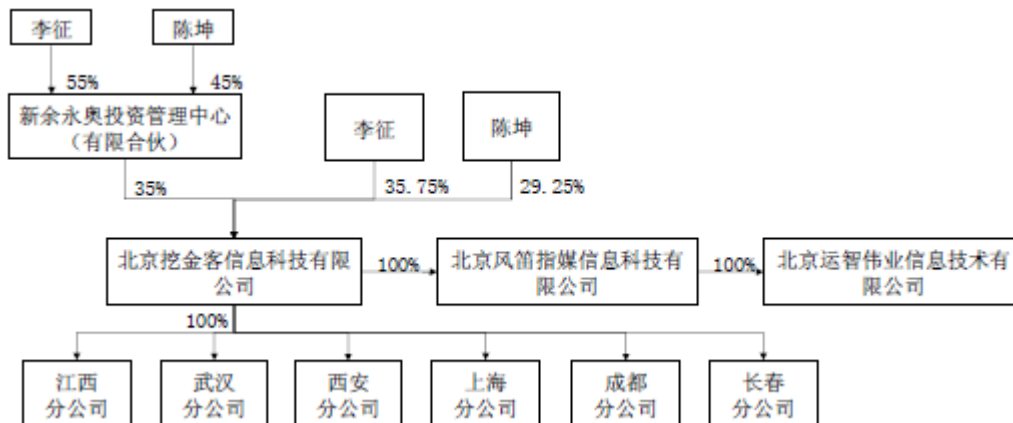 李征
陈坤
55%
45%
新余永奥投资管理中心
（有限合伙）
李征
陈坤
35%
35.75%
29.25%
北京挖金客信息科技有限
公司
100%
北京风笛指媒信息科技有
限公司
100%
北京运智伟业信息技术有
限公司
100%
江西
分公司
武汉
分公司
西安
分公司
上海
分公司
成都
分公司
长春
分公司